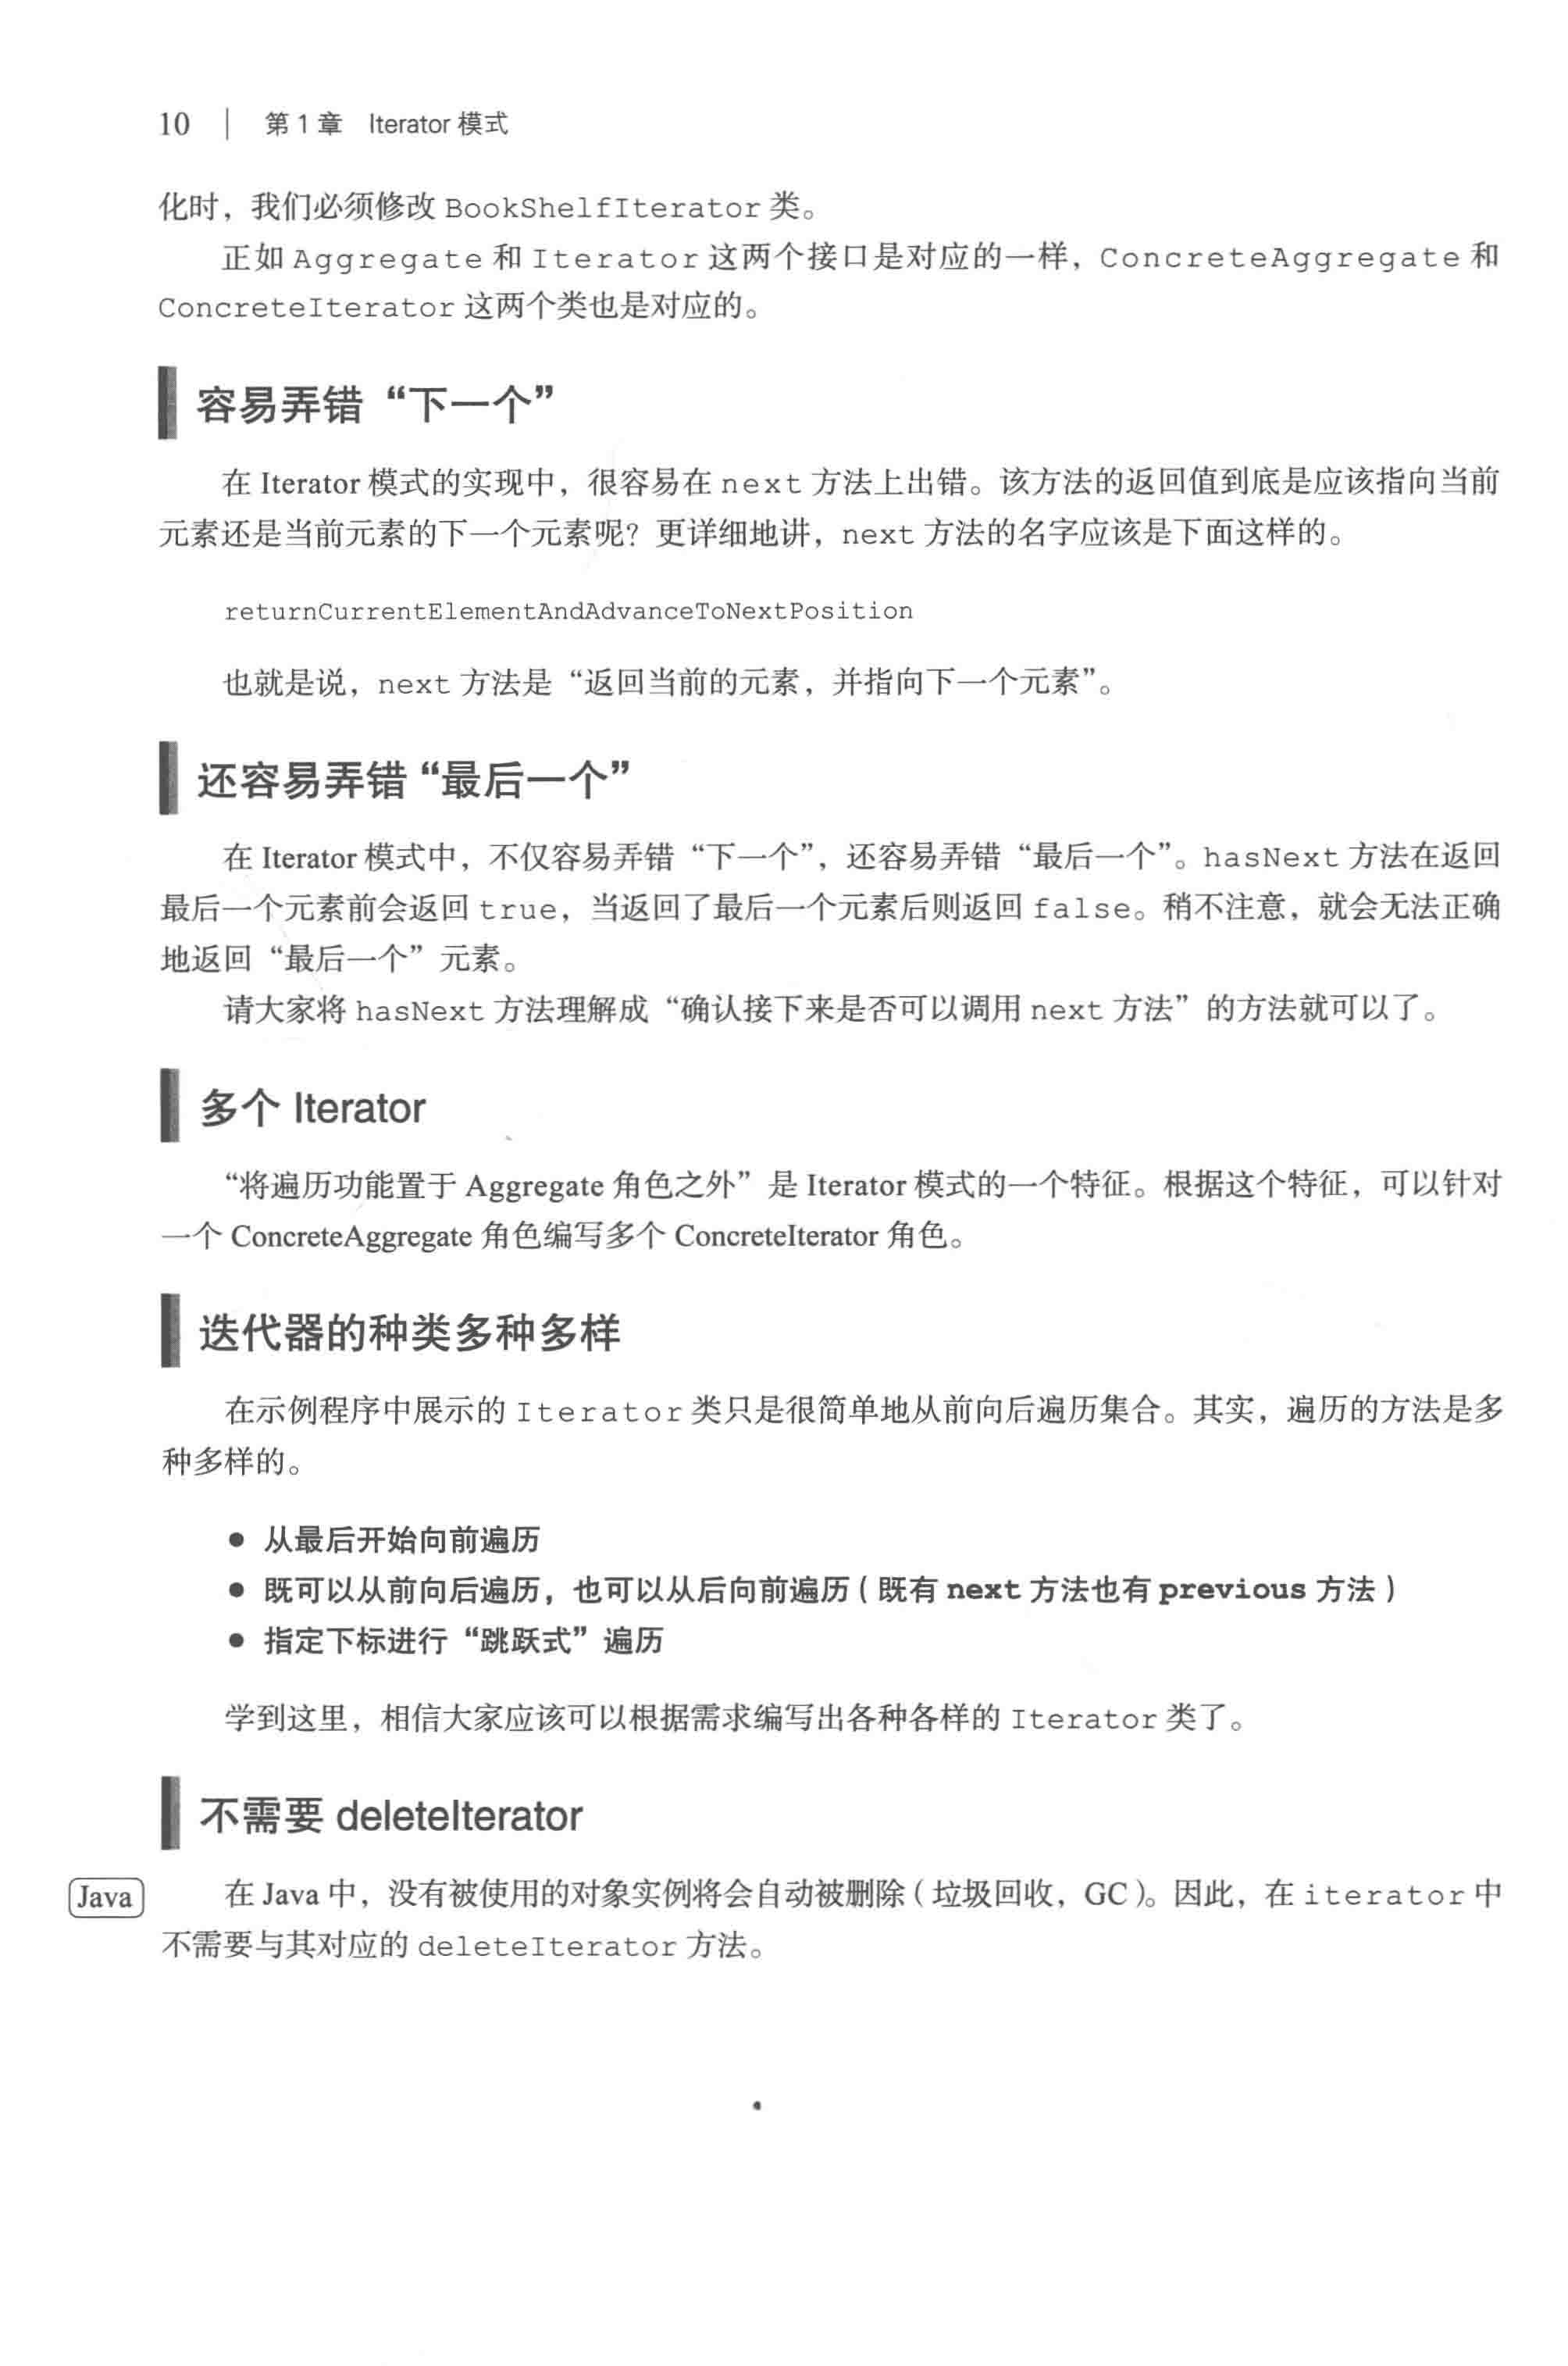 10 | 第 1 章 Iterator 模式
化时，我们必须修改 BookShelfIterator 类。
正如 Aggregate 和 Iterator 这两个接口是对应的一样，ConcreteAggregate 和
ConcreteIterator 这两个类也是对应的。
容易弄错“下一个”
在 Iterator 模式的实现中，很容易在 next 方法上出错。该方法的返回值到底是应该指向当前
元素还是当前元素的下一个元素呢？更详细地讲，next 方法的名字应该是下面这样的。
returnCurrentElementAndAdvanceToNextPosition
也就是说，next 方法是“返回当前的元素，并指向下一个元素”。
还容易弄错“最后一个”
在 Iterator 模式中，不仅容易弄错“下一个”，还容易弄错“最后一个”。hasNext 方法在返回
最后一个元素前会返回 true，当返回了最后一个元素后则返回 false。稍不注意，就会无法正确
地返回“最后一个”元素。
请大家将 hasNext 方法理解成“确认接下来是否可以调用 next 方法”的方法就可以了。
多个 Iterator
“将遍历功能置于 Aggregate 角色之外”是 Iterator 模式的一个特征。根据这个特征，可以针对
一个 ConcreteAggregate 角色编写多个 ConcreteIterator 角色。
迭代器的种类多种多样
在示例程序中展示的 Iterator 类只是很简单地从前向后遍历集合。其实，遍历的方法是多
种多样的。
● 从最后开始向前遍历
● 既可以从前向后遍历，也可以从后向前遍历（既有 next 方法也有 previous 方法）
● 指定下标进行“跳跃式”遍历
学到这里，相信大家应该可以根据需求编写出各种各样的 Iterator 类了。
不需要 deleteIterator
Java 在 Java 中，没有被使用的对象实例将会自动被删除（垃圾回收，GC）。因此，在 iterator 中
不需要与其对应的 deleteIterator 方法。